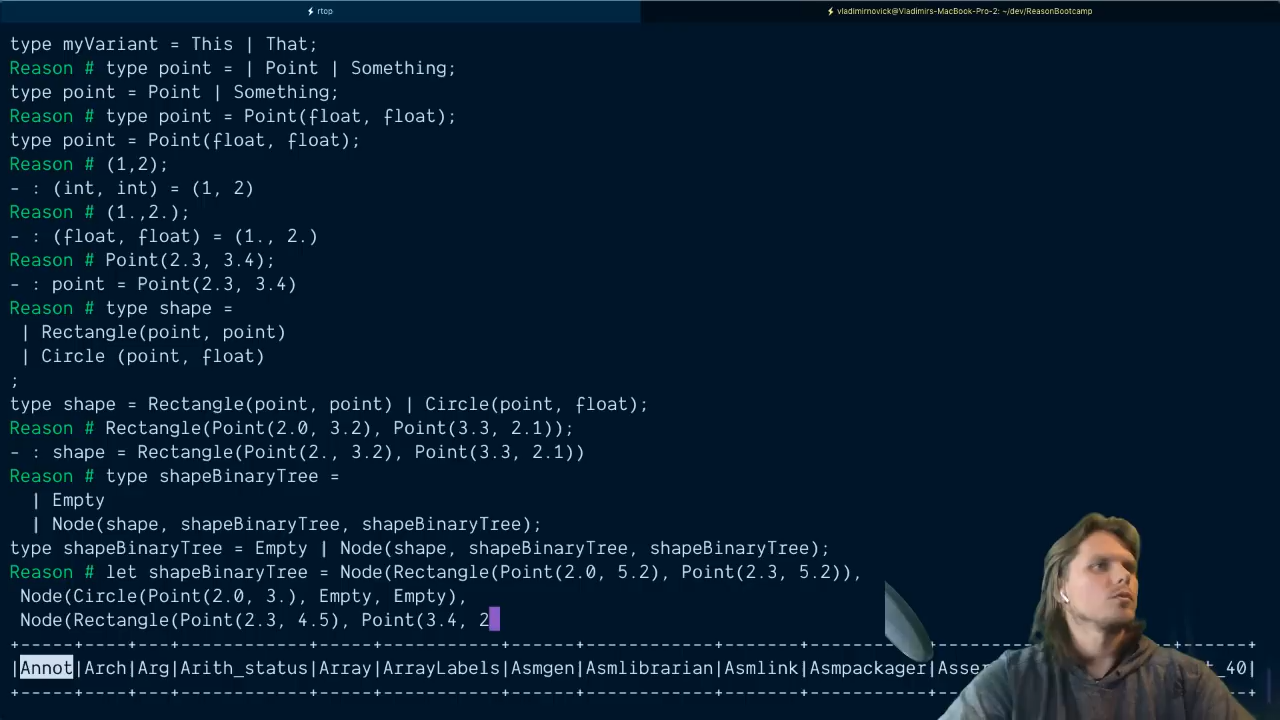 ⚡ rtop
⚡ vladimirnovick@Vladimirs-MacBook-Pro-2: ~/dev/ReasonBootcamp
type myVariant = This | That;
Reason # type point = | Point | Something;
type point = Point | Something;
Reason # type point = Point(float, float);
type point = Point(float, float);
Reason # (1,2);
- : (int, int) = (1, 2)
Reason # (1.,2.);
- : (float, float) = (1., 2.)
Reason # Point(2.3, 3.4);
- : point = Point(2.3, 3.4)
Reason # type shape =
| Rectangle(point, point)
| Circle (point, float)
;
type shape = Rectangle(point, point) | Circle(point, float);
Reason # Rectangle(Point(2.0, 3.2), Point(3.3, 2.1));
- : shape = Rectangle(Point(2., 3.2), Point(3.3, 2.1))
Reason # type shapeBinaryTree =
| Empty
| Node(shape, shapeBinaryTree, shapeBinaryTree);
type shapeBinaryTree = Empty | Node(shape, shapeBinaryTree, shapeBinaryTree);
Reason # let shapeBinaryTree = Node(Rectangle(Point(2.0, 5.2), Point(2.3, 5.2)),
Node(Circle(Point(2.0, 3.), Empty, Empty),
Node(Rectangle(Point(2.3, 4.5), Point(3.4, 2
|Annot|Arch|Arg|Arith_status|Array|ArrayLabels|Asmgen|Asmlibrarian|Asmlink|Asmpackager|Asser t_40|